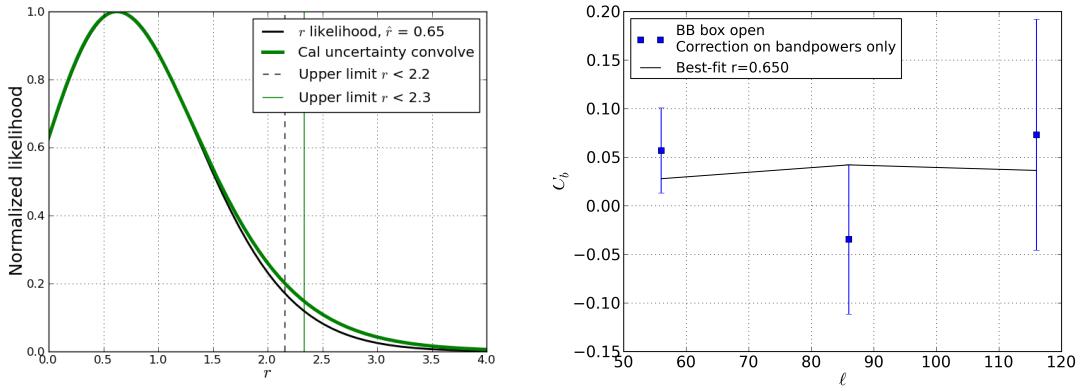 Normalized likelihood
1.0
0.8
0.6
0.4
0.2
0.0
r likelihood, r̂ = 0.65
Cal uncertainty convolve
Upper limit r < 2.2
Upper limit r < 2.3
0.0 0.5 1.0 1.5 2.0 2.5 3.0 3.5 4.0
r
C_b
0.20
0.15
0.10
0.05
0.00
−0.05
−0.10
−0.15
BB box open
Correction on bandpowers only
Best-fit r=0.650
50 60 70 80 90 100 110 120
ℓ